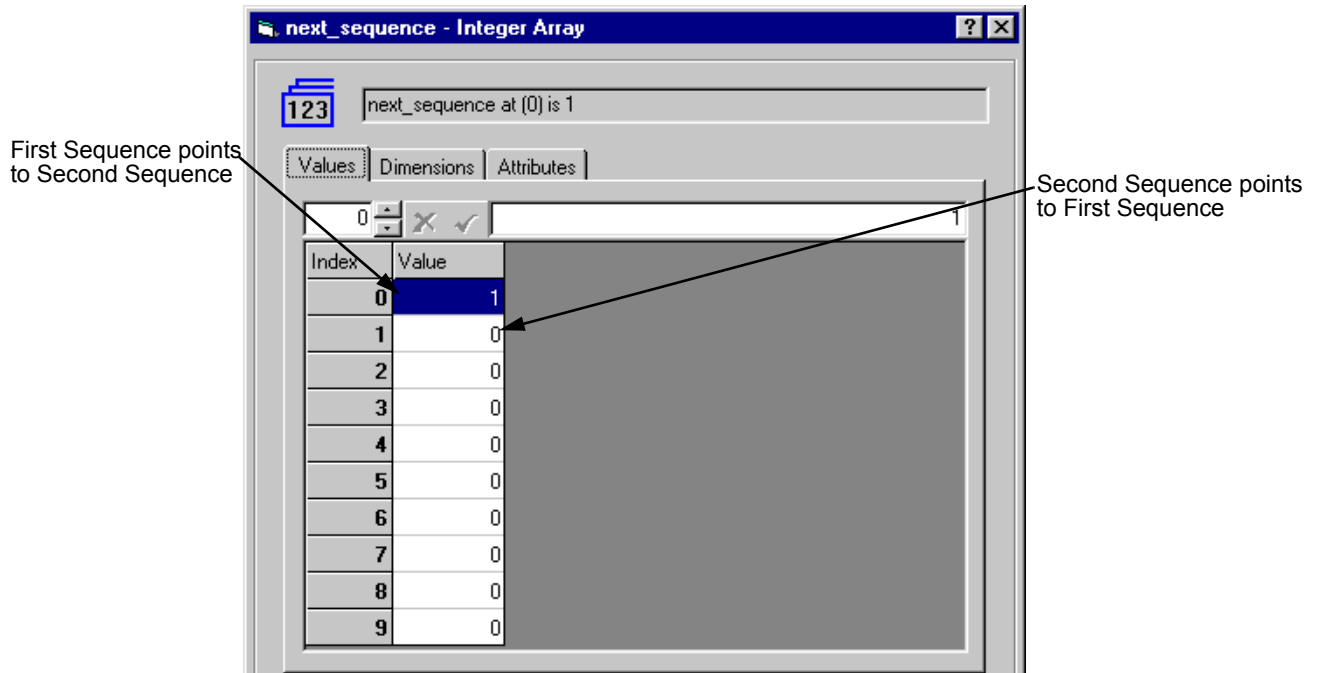 next_sequence - Integer Array
?
123
next_sequence at (0) is 1
First Sequence points
to Second Sequence
Values Dimensions Attributes
Second Sequence points
to First Sequence
0 1
Index Value
0 1
1 0
2 0
3 0
4 0
5 0
6 0
7 0
8 0
9 0